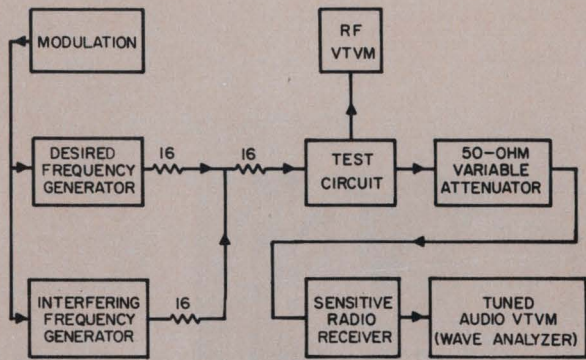 MODULATION
RF
VTVM
DESIRED
FREQUENCY
GENERATOR
16
16
TEST
CIRCUIT
50-OHM
VARIABLE
ATTENUATOR
INTERFERING
FREQUENCY
GENERATOR
16
SENSITIVE
RADIO
RECEIVER
TUNED
AUDIO VTVM
(WAVE ANALYZER)